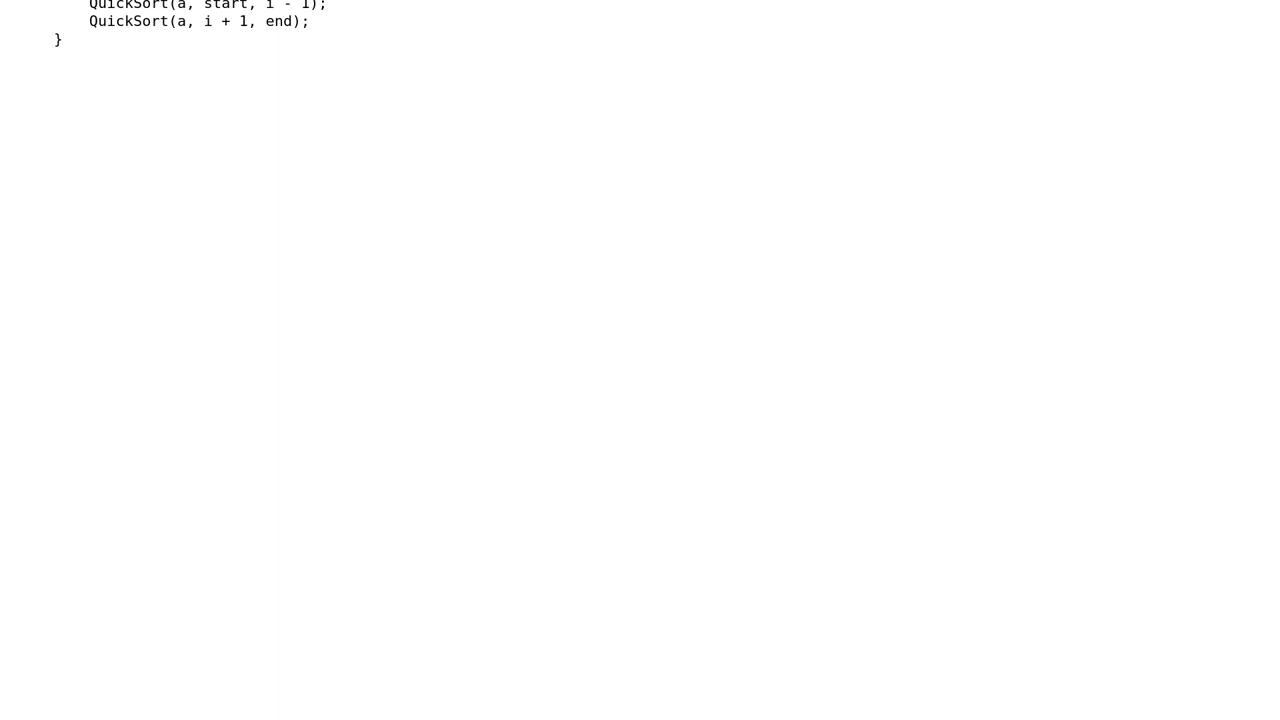 QuickSort(a, start, i - 1);
QuickSort(a, i + 1, end);
}